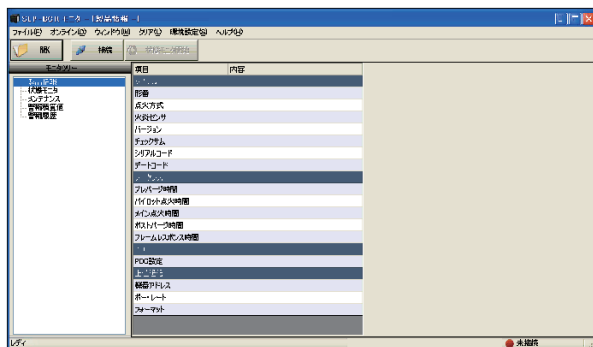 ファイル(F) オンライン(O) ウィンドウ(W) クリア(C) 環境設定(S) ヘルプ(H)
接続
モニタツリー
状態モニタ
メンテナンス
警報積算値
警報履歴
項目 内容
形番
点火方式
火炎センサ
バージョン
チェックサム
シリアルコード
デートコード
プレパージ時間
パイロット点火時間
メイン点火時間
ポストパージ時間
フレームレスポンス時間
POC設定
機器アドレス
ボー・レート
フォーマット
レディ 未接続